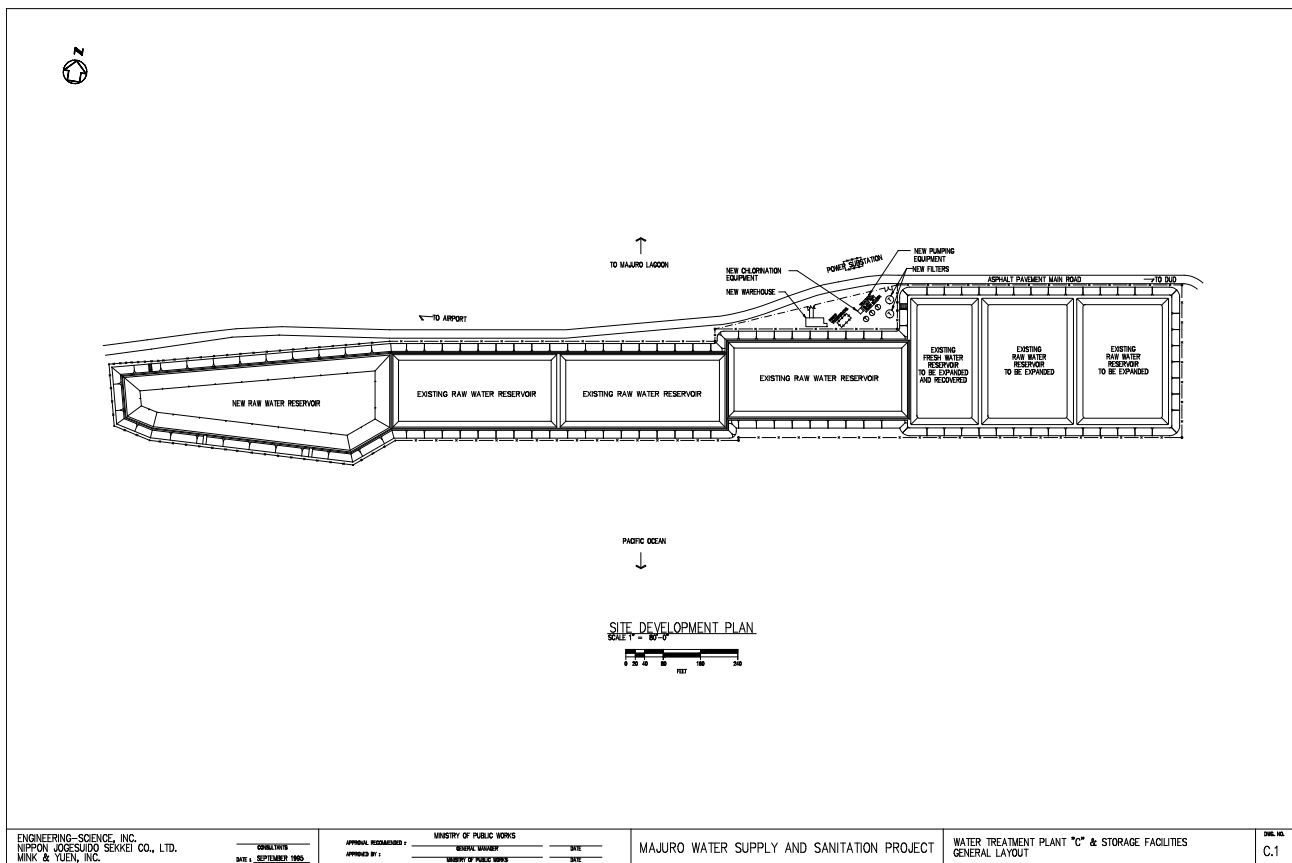 N
TO MAJURO LAGOON
NEW CHLORINATION
EQUIPMENT
NEW WAREHOUSE
POWER SUBSTATION
NEW PUMPING
EQUIPMENT
NEW FILTERS
ASPHALT PAVEMENT MAIN ROAD
TO DUD
TO AIRPORT
NEW RAW WATER RESERVOIR
EXISTING RAW WATER RESERVOIR
EXISTING RAW WATER RESERVOIR
EXISTING RAW WATER RESERVOIR
EXISTING
FRESH WATER
RESERVOIR
TO BE EXPANDED
AND RECOVERED
EXISTING
RAW WATER
RESERVOIR
TO BE EXPANDED
EXISTING
RAW WATER
RESERVOIR
TO BE EXPANDED
PACIFIC OCEAN
SITE DEVELOPMENT PLAN
SCALE 1" = 80'-0"
0 20 40 80 160 240
FEET
ENGINEERING-SCIENCE, INC.
NIPPON JOGESUIDO SEKKEI CO., LTD.
MINK & YUEN, INC.
CONSULTANTS
DATE : SEPTEMBER 1995
MINISTRY OF PUBLIC WORKS
APPROVAL RECOMMENDED :
GENERAL MANAGER DATE
APPROVED BY :
MINISTRY OF PUBLIC WORKS DATE
MAJURO WATER SUPPLY AND SANITATION PROJECT
WATER TREATMENT PLANT "C" & STORAGE FACILITIES
GENERAL LAYOUT
DWG. NO.
C.1